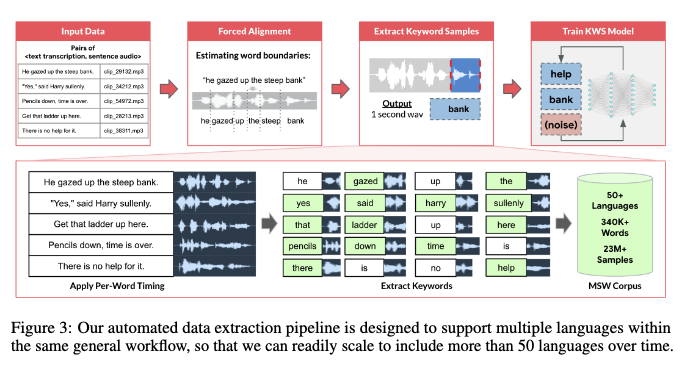 Input Data
Pairs of
<text transcription, sentence audio>
He gazed up the steep bank. clip_29132.mp3
"Yes," said Harry sullenly. clip_34212.mp3
Pencils down, time is over. clip_54972.mp3
Get that ladder up here. clip_28213.mp3
There is no help for it. clip_38311.mp3
Forced Alignment
Estimating word boundaries:
"he gazed up the steep bank"
he gazed up the steep bank
Extract Keyword Samples
Output
1 second wav
bank
Train KWS Model
help
bank
(noise)
He gazed up the steep bank.
"Yes," said Harry sullenly.
Get that ladder up here.
Pencils down, time is over.
There is no help for it.
Apply Per-Word Timing
he gazed up the
yes said harry sullenly
that ladder up here
pencils down time is
there is no help
Extract Keywords
50+
Languages
340K+
Words
23M+
Samples
MSW Corpus
Figure 3: Our automated data extraction pipeline is designed to support multiple languages within
the same general workflow, so that we can readily scale to include more than 50 languages over time.